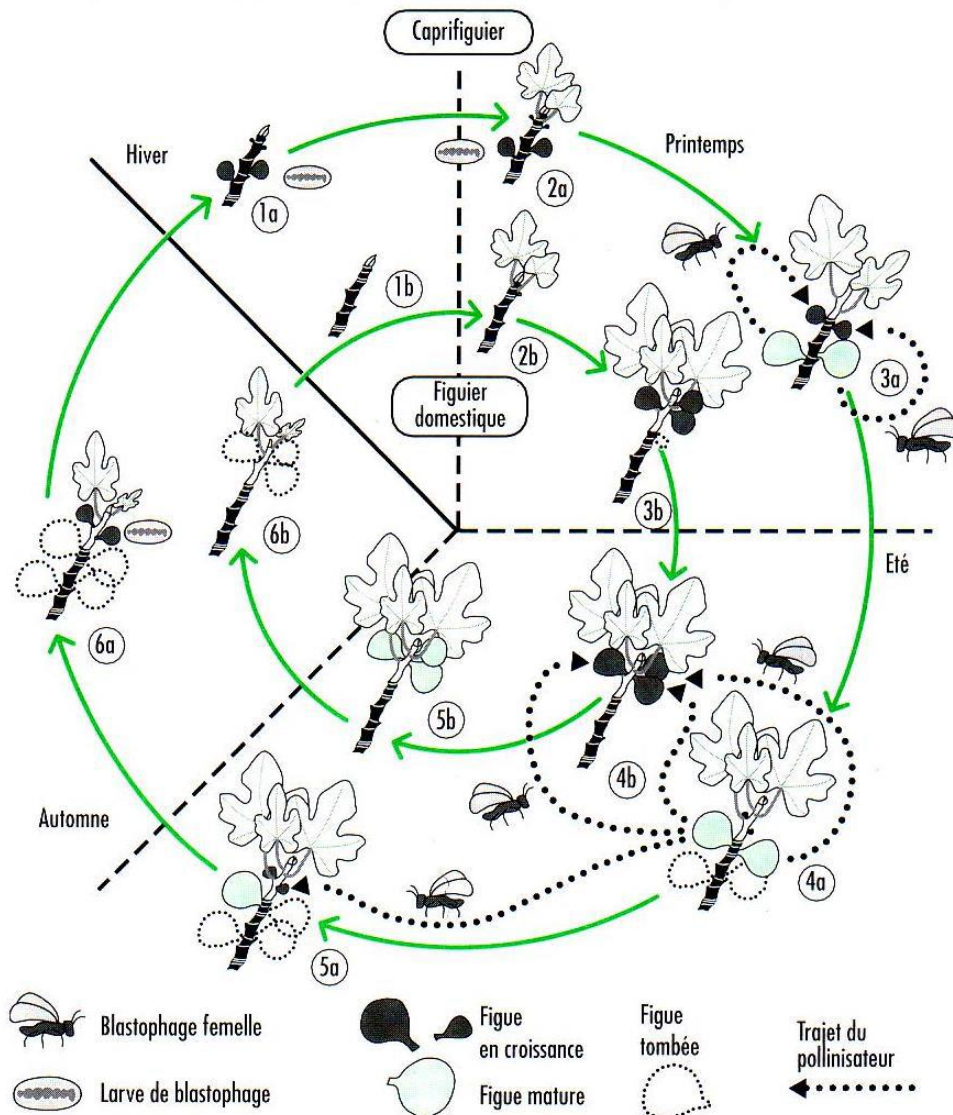 Caprifiguier
Hiver
Printemps
1a
2a
1b
2b
3a
Figuier
domestique
3b
6b
6a
Eté
5b
4b
4a
Automne
5a
Blastophage femelle
Larve de blastophage
Figue
en croissance
Figue mature
Figue
tombée
Trajet du
pollinisateur